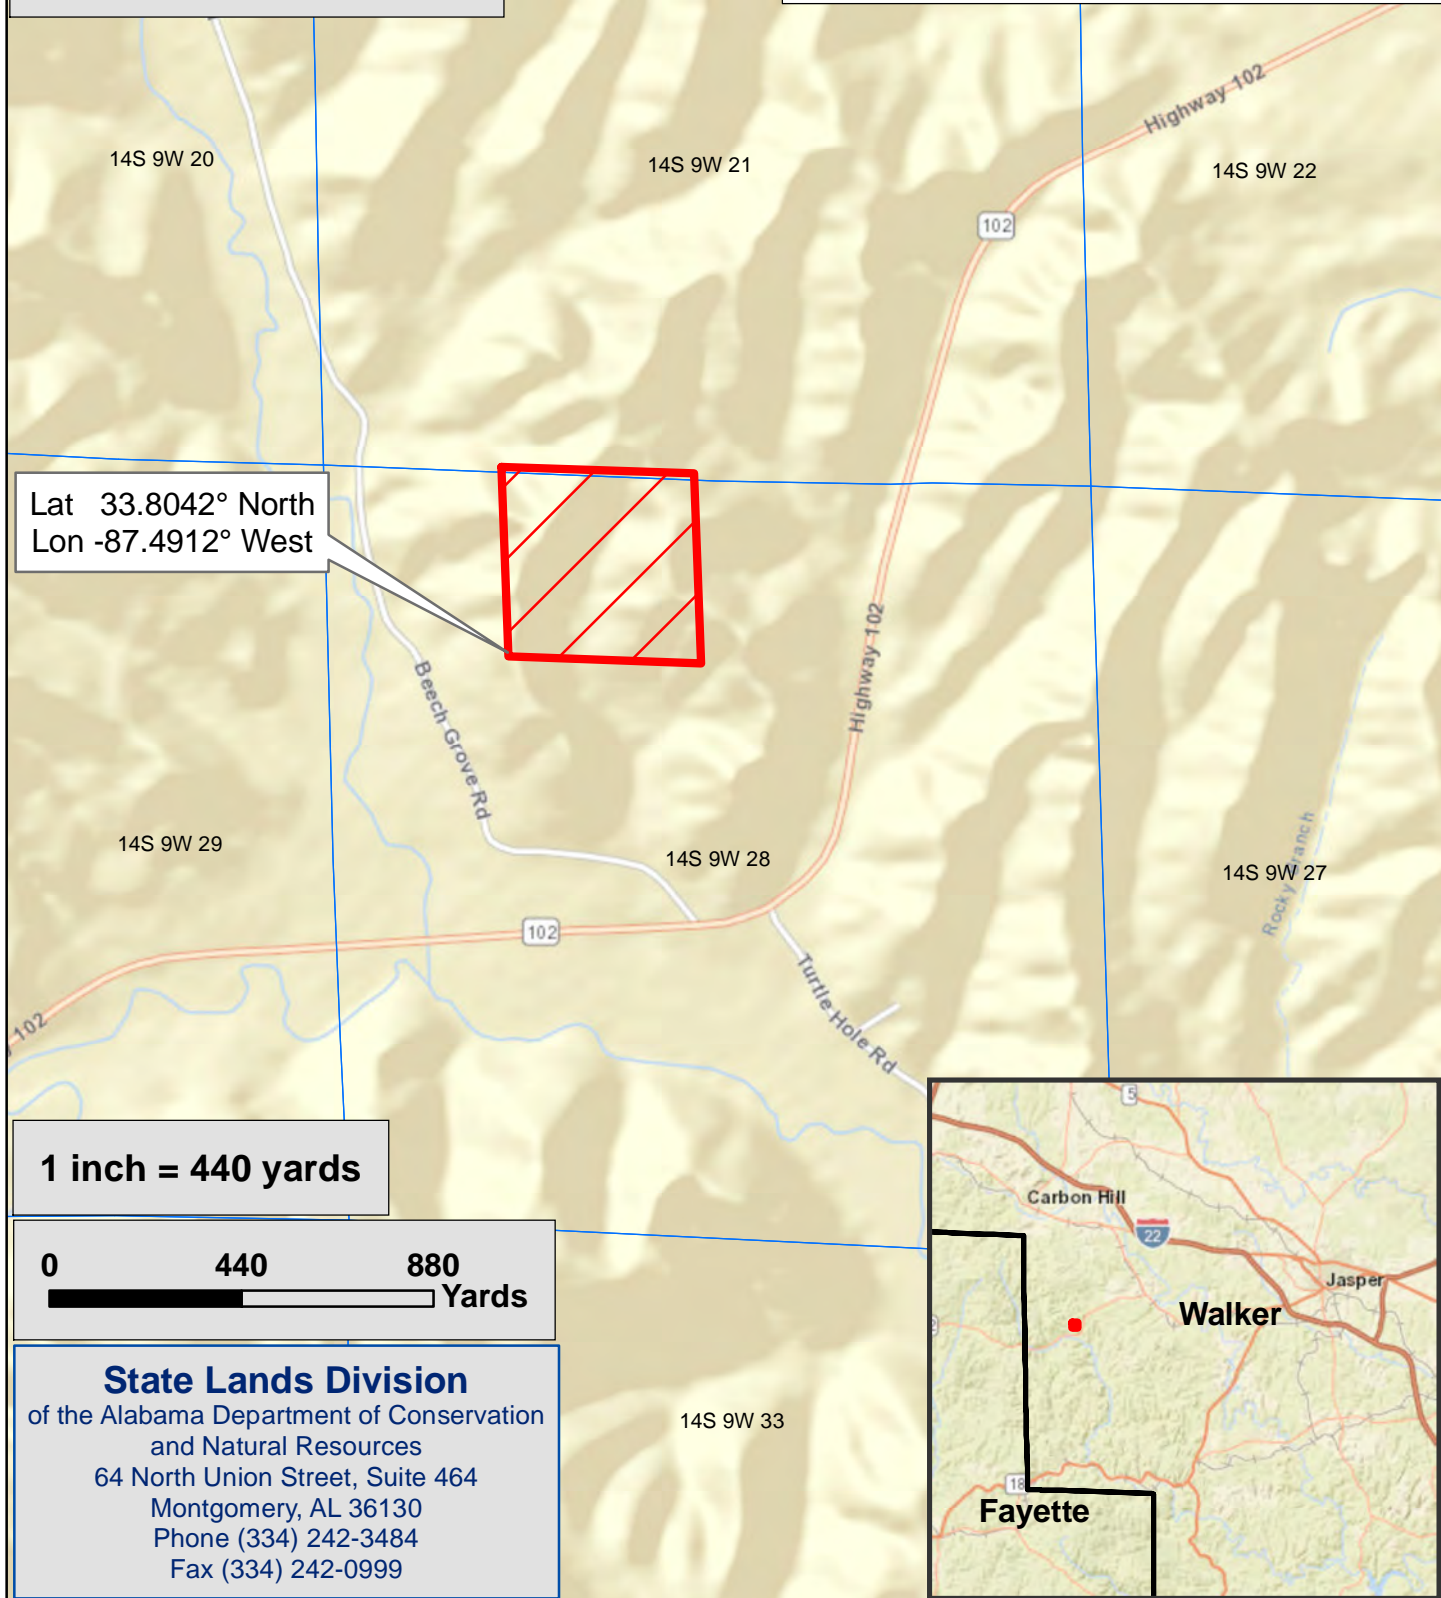 14S 9W 20
14S 9W 21
14S 9W 22
Highway 102
102
Lat 33.8042° North
Lon -87.4912° West
Highway 102
Beech Grove Rd
14S 9W 29
14S 9W 28
14S 9W 27
Rocky Branch
102
Turtle Hole Rd
102
1 inch = 440 yards
0 440 880
Yards
State Lands Division
of the Alabama Department of Conservation
and Natural Resources
64 North Union Street, Suite 464
Montgomery, AL 36130
Phone (334) 242-3484
Fax (334) 242-0999
14S 9W 33
5
Carbon Hill
22
Jasper
Walker
18
Fayette